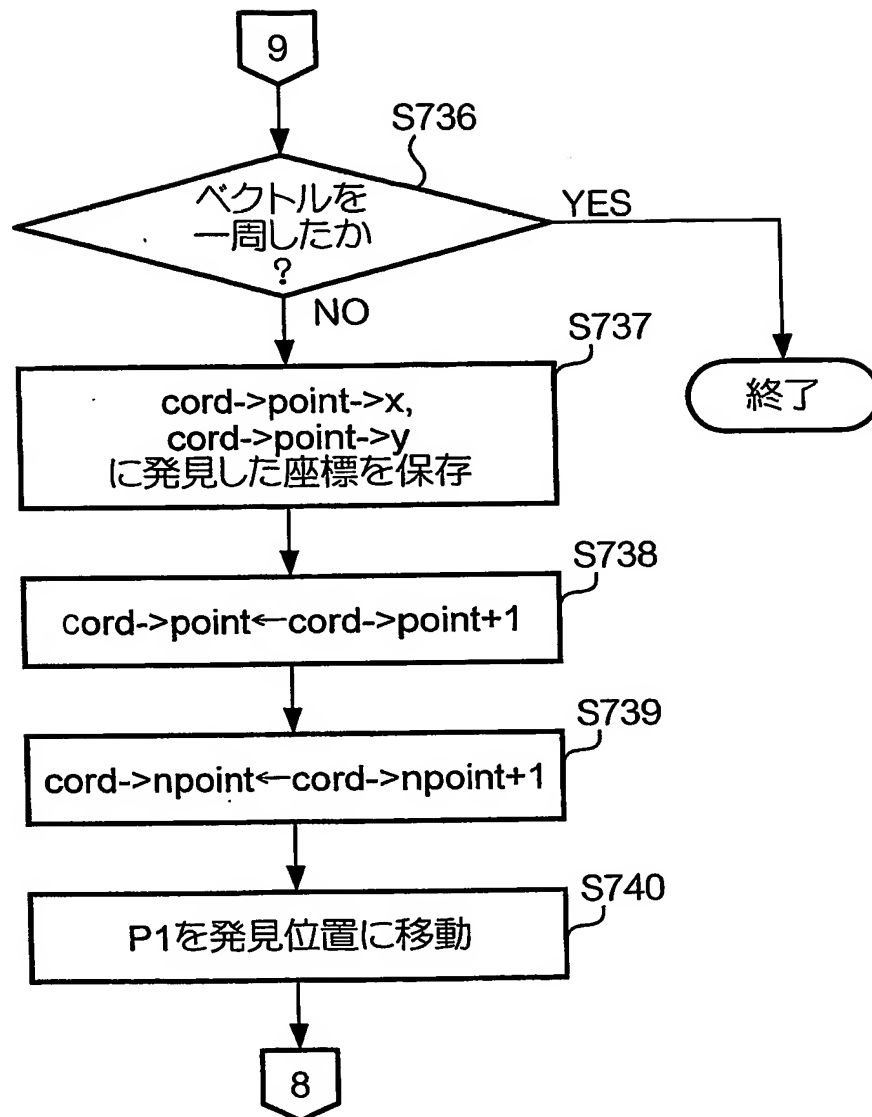 9
S736
ベクトルを
一周したか
?
YES
NO
S737
cord->point->x,
cord->point->y
に発見した座標を保存
終了
S738
cord->point←cord->point+1
S739
cord->npoint←cord->npoint+1
S740
P1を発見位置に移動
8